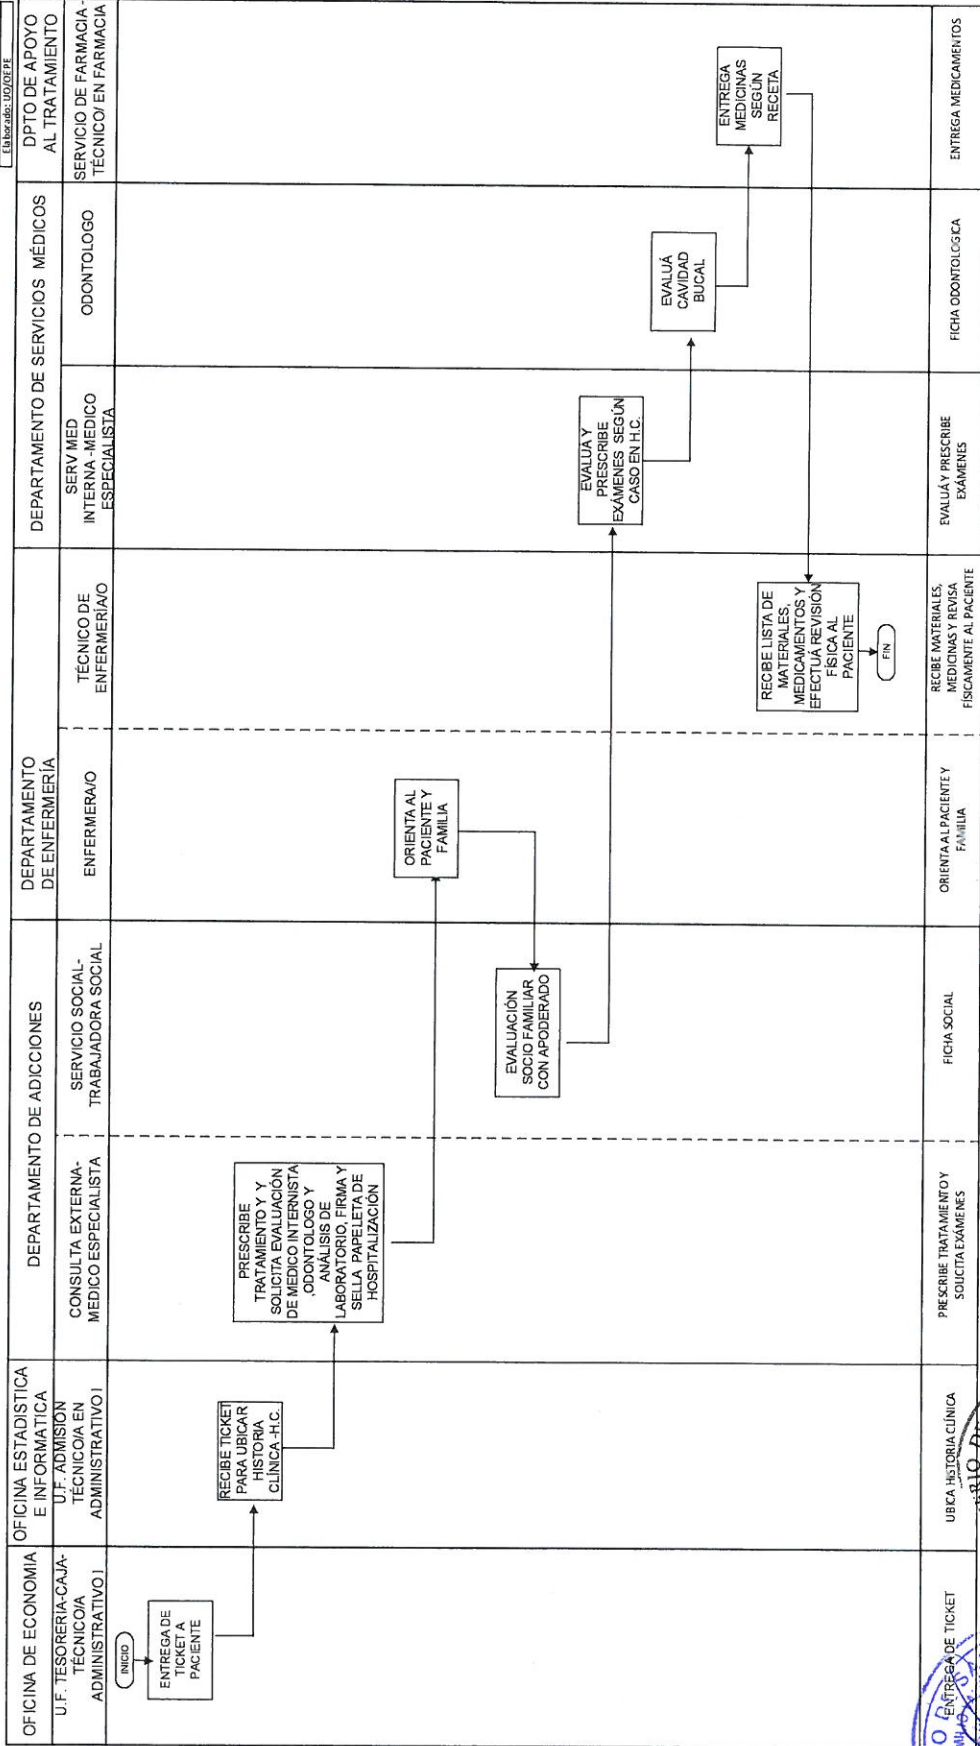 Elaborado: UO/OEPE
OFICINA DE ECONOMIA
OFICINA ESTADISTICA
E INFORMATICA
DEPARTAMENTO DE ADICCIONES
DEPARTAMENTO
DE ENFERMERÍA
DEPARTAMENTO DE SERVICIOS MÉDICOS
DPTO DE APOYO
AL TRATAMIENTO
U.F. TESORERIA-CAJA-
TÉCNICO/A
ADMINISTRATIVO I
U.F. ADMISIÓN
TÉCNICO/A EN
ADMINISTRATIVO I
CONSULTA EXTERNA-
MEDICO ESPECIALISTA
SERVICIO SOCIAL-
TRABAJADORA SOCIAL
ENFERMERA/O
TÉCNICO DE
ENFERMERÍA/O
SERV MED
INTERNA -MEDICO
ESPECIALISTA
ODONTOLOGO
SERVICIO DE FARMACIA -
TÉCNICO/ EN FARMACIA
INICIO
ENTREGA DE
TICKET A
PACIENTE
RECIBE TICKET
PARA UBICAR
HISTORIA
CLÍNICA -H.C.
PRESCRIBE
TRATAMIENTO Y Y
SOLICITA EVALUACIÓN
DE MEDICO INTERNISTA
,ODONTOLOGO Y
ANÁLISIS DE
LABORATORIO, FIRMA Y
SELLA PAPELETA DE
HOSPITALIZACIÓN
ORIENTA AL
PACIENTE Y
FAMILIA
EVALUACIÓN
SOCIO FAMILIAR
CON APODERADO
EVALUÁ Y
PRESCRIBE
EXÁMENES SEGÚN
CASO EN H.C.
EVALUÁ
CAVIDAD
BUCAL
ENTREGA
MEDICINAS
SEGÚN
RECETA
RECIBE LISTA DE
MATERIALES,
MEDICAMENTOS Y
EFECTUÁ REVISIÓN
FÍSICA AL
PACIENTE
FIN
ENTREGA DE TICKET
UBICA HISTORIA CLÍNICA
PRESCRIBE TRATAMIENTO Y
SOLICITA EXÁMENES
FICHA SOCIAL
ORIENTA AL PACIENTE Y
FAMILIA
RECIBE MATERIALES,
MEDICINAS Y REVISA
FÍSICAMENTE AL PACIENTE
EVALUÁ Y PRESCRIBE
EXÁMENES
FICHA ODONTOLOGICA
ENTREGA MEDICAMENTOS